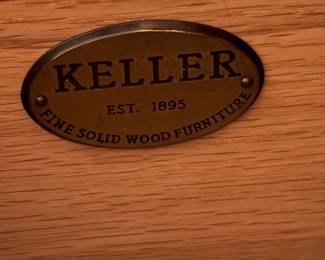 KELLER
EST. 1895
FINE SOLID WOOD FURNITURE